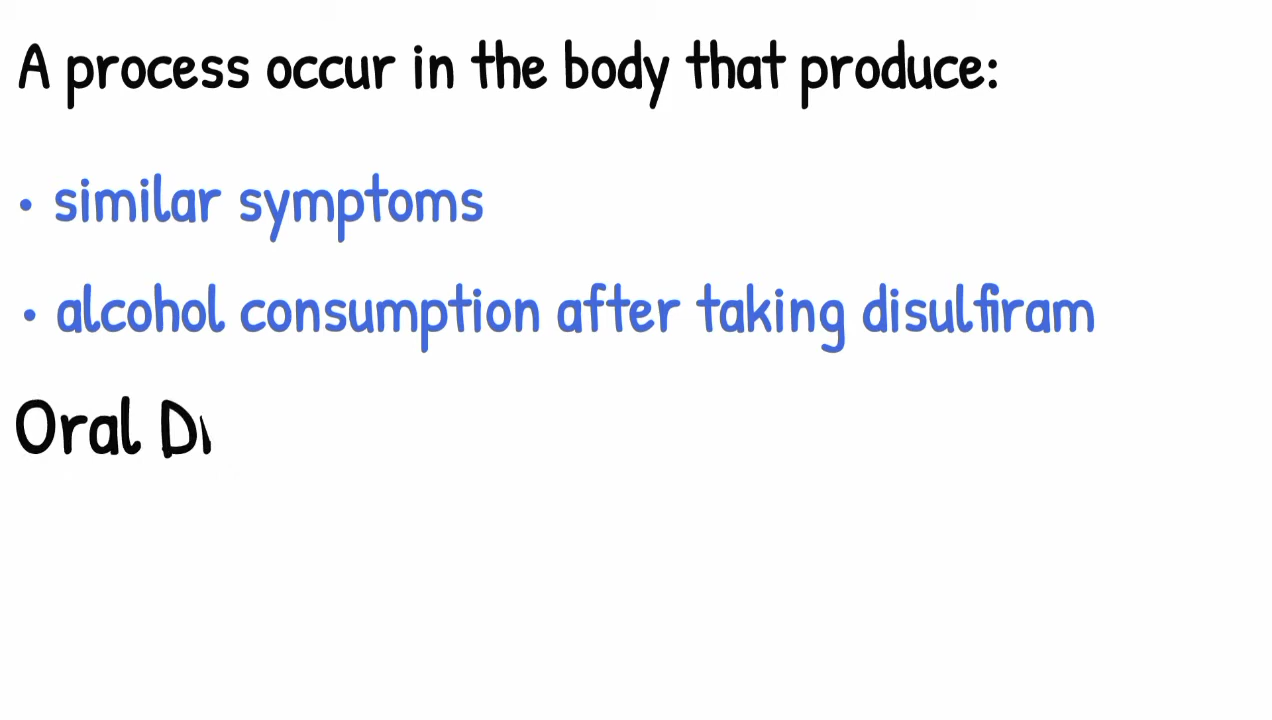 A process occur in the body that produce:
• similar symptoms
• alcohol consumption after taking disulfiram
Oral